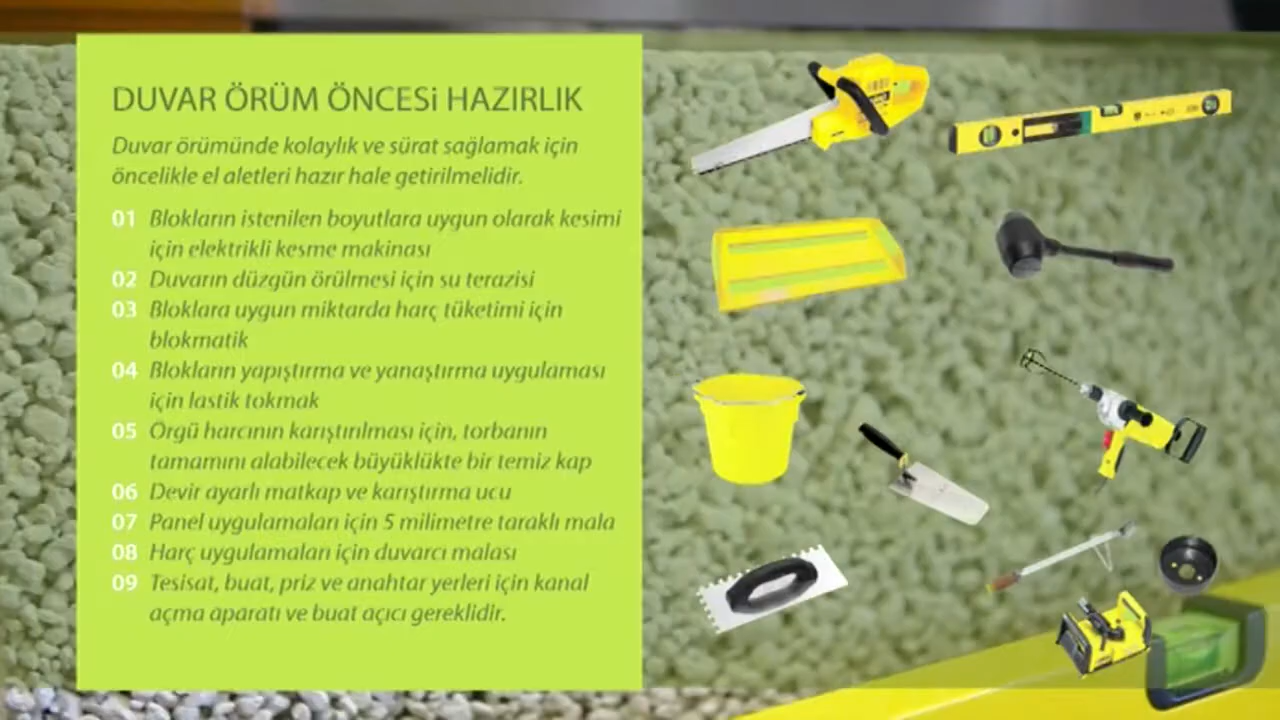 DUVAR ÖRÜM ÖNCESi HAZIRLIK
Duvar örümünde kolaylık ve sürat sağlamak için
öncelikle el aletleri hazır hale getirilmelidir.
01 Blokların istenilen boyutlara uygun olarak kesimi
için elektrikli kesme makinası
02 Duvarın düzgün örülmesi için su terazisi
03 Bloklara uygun miktarda harç tüketimi için
blokmatik
04 Blokların yapıştırma ve yanaştırma uygulaması
için lastik tokmak
05 Örgü harcının karıştırılması için, torbanın
tamamını alabilecek büyüklükte bir temiz kap
06 Devir ayarlı matkap ve karıştırma ucu
07 Panel uygulamaları için 5 milimetre taraklı mala
08 Harç uygulamaları için duvarcı malası
09 Tesisat, buat, priz ve anahtar yerleri için kanal
açma aparatı ve buat açıcı gereklidir.